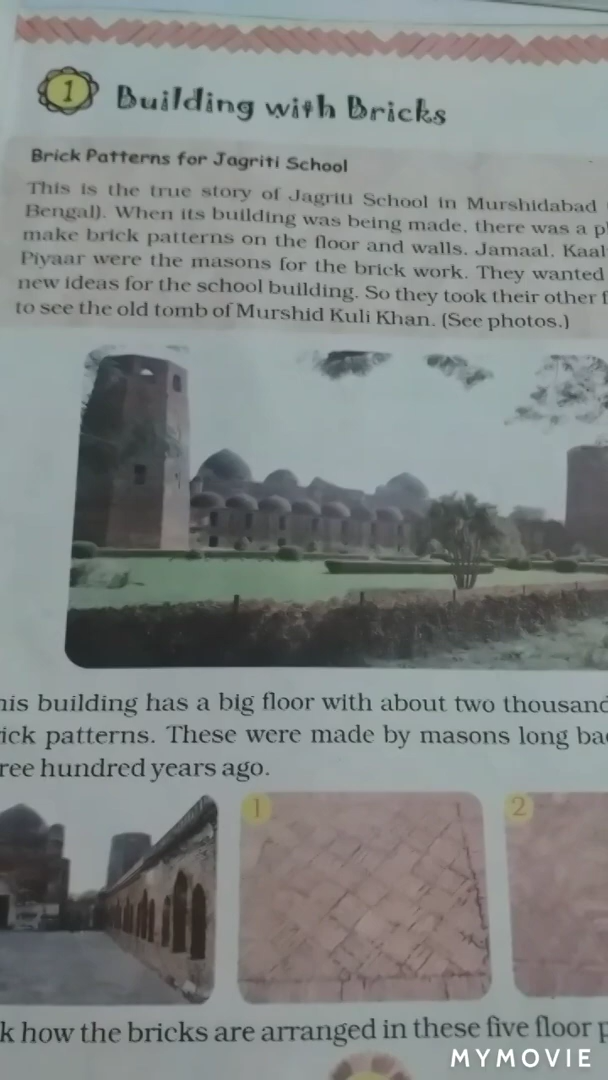 1 Building with Bricks
Brick Patterns for Jagriti School
This is the true story of Jagriti School in Murshidabad
Bengal). When its building was being made, there was a p
make brick patterns on the floor and walls. Jamaal, Kaal
Piyaar were the masons for the brick work. They wanted
new ideas for the school building. So they took their other f
to see the old tomb of Murshid Kuli Khan. (See photos.)
his building has a big floor with about two thousand
ick patterns. These were made by masons long ba
ree hundred years ago.
1 2
k how the bricks are arranged in these five floor p
MYMOVIE